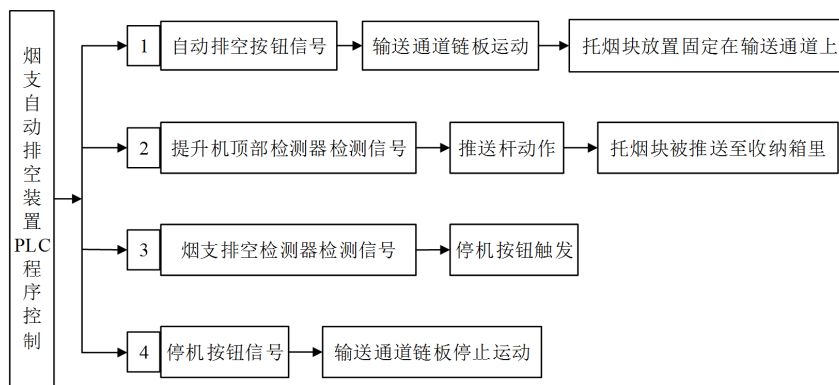 烟支自动排空装置PLC程序控制
1
自动排空按钮信号
输送通道链板运动
托烟块放置固定在输送通道上
2
提升机顶部检测器检测信号
推送杆动作
托烟块被推送至收纳箱里
3
烟支排空检测器检测信号
停机按钮触发
4
停机按钮信号
输送通道链板停止运动